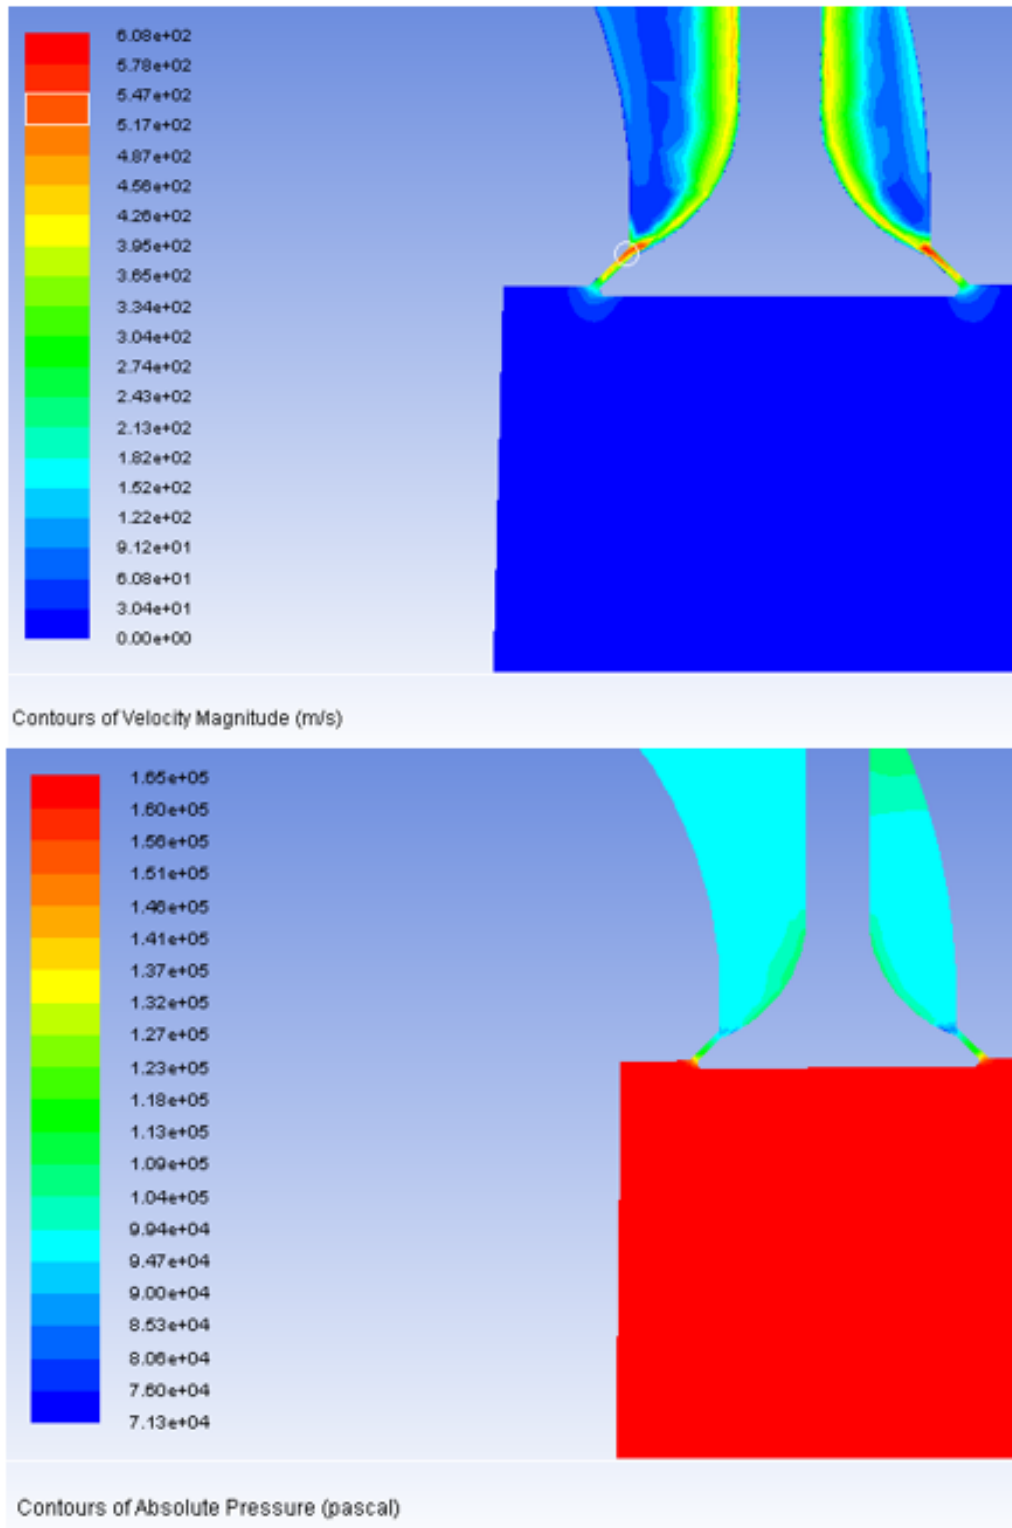 6.08e+02
5.78e+02
5.47e+02
5.17e+02
4.87e+02
4.56e+02
4.26e+02
3.95e+02
3.65e+02
3.34e+02
3.04e+02
2.74e+02
2.43e+02
2.13e+02
1.82e+02
1.52e+02
1.22e+02
9.12e+01
6.08e+01
3.04e+01
0.00e+00
Contours of Velocity Magnitude (m/s)
1.65e+05
1.60e+05
1.56e+05
1.51e+05
1.46e+05
1.41e+05
1.37e+05
1.32e+05
1.27e+05
1.23e+05
1.18e+05
1.13e+05
1.09e+05
1.04e+05
9.94e+04
9.47e+04
9.00e+04
8.53e+04
8.06e+04
7.60e+04
7.13e+04
Contours of Absolute Pressure (pascal)